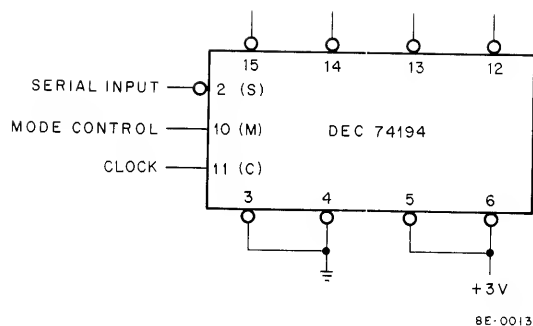 15 14 13 12
SERIAL INPUT 2 (S)
MODE CONTROL 10 (M) DEC 74194
CLOCK 11 (C)
3 4 5 6
+3V
8E-0013